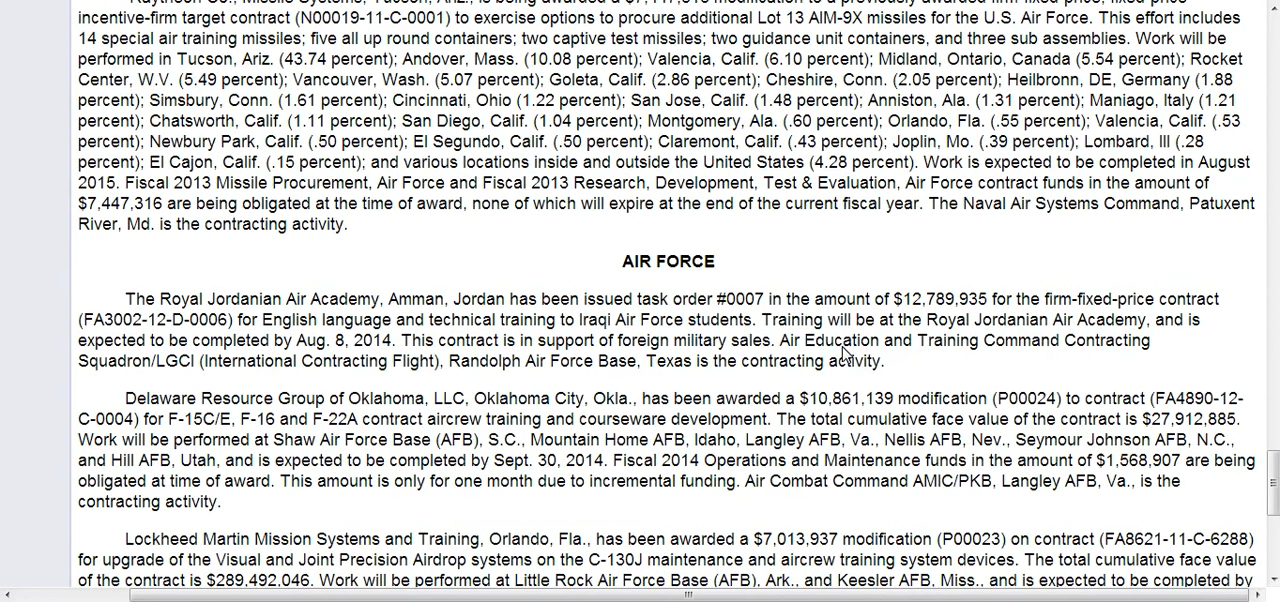 Raytheon Co., Missile Systems, Tucson, Ariz., is being awarded a $7,447,316 modification to a previously awarded firm-fixed-price, fixed-price
incentive-firm target contract (N00019-11-C-0001) to exercise options to procure additional Lot 13 AIM-9X missiles for the U.S. Air Force. This effort includes
14 special air training missiles; five all up round containers; two captive test missiles; two guidance unit containers, and three sub assemblies. Work will be
performed in Tucson, Ariz. (43.74 percent); Andover, Mass. (10.08 percent); Valencia, Calif. (6.10 percent); Midland, Ontario, Canada (5.54 percent); Rocket
Center, W.V. (5.49 percent); Vancouver, Wash. (5.07 percent); Goleta, Calif. (2.86 percent); Cheshire, Conn. (2.05 percent); Heilbronn, DE, Germany (1.88
percent); Simsbury, Conn. (1.61 percent); Cincinnati, Ohio (1.22 percent); San Jose, Calif. (1.48 percent); Anniston, Ala. (1.31 percent); Maniago, Italy (1.21
percent); Chatsworth, Calif. (1.11 percent); San Diego, Calif. (1.04 percent); Montgomery, Ala. (.60 percent); Orlando, Fla. (.55 percent); Valencia, Calif. (.53
percent); Newbury Park, Calif. (.50 percent); El Segundo, Calif. (.50 percent); Claremont, Calif. (.43 percent); Joplin, Mo. (.39 percent); Lombard, Ill (.28
percent); El Cajon, Calif. (.15 percent); and various locations inside and outside the United States (4.28 percent). Work is expected to be completed in August
2015. Fiscal 2013 Missile Procurement, Air Force and Fiscal 2013 Research, Development, Test & Evaluation, Air Force contract funds in the amount of
$7,447,316 are being obligated at the time of award, none of which will expire at the end of the current fiscal year. The Naval Air Systems Command, Patuxent
River, Md. is the contracting activity.
AIR FORCE
The Royal Jordanian Air Academy, Amman, Jordan has been issued task order #0007 in the amount of $12,789,935 for the firm-fixed-price contract
(FA3002-12-D-0006) for English language and technical training to Iraqi Air Force students. Training will be at the Royal Jordanian Air Academy, and is
expected to be completed by Aug. 8, 2014. This contract is in support of foreign military sales. Air Education and Training Command Contracting
Squadron/LGCI (International Contracting Flight), Randolph Air Force Base, Texas is the contracting activity.
Delaware Resource Group of Oklahoma, LLC, Oklahoma City, Okla., has been awarded a $10,861,139 modification (P00024) to contract (FA4890-12-
C-0004) for F-15C/E, F-16 and F-22A contract aircrew training and courseware development. The total cumulative face value of the contract is $27,912,885.
Work will be performed at Shaw Air Force Base (AFB), S.C., Mountain Home AFB, Idaho, Langley AFB, Va., Nellis AFB, Nev., Seymour Johnson AFB, N.C.,
and Hill AFB, Utah, and is expected to be completed by Sept. 30, 2014. Fiscal 2014 Operations and Maintenance funds in the amount of $1,568,907 are being
obligated at time of award. This amount is only for one month due to incremental funding. Air Combat Command AMIC/PKB, Langley AFB, Va., is the
contracting activity.
Lockheed Martin Mission Systems and Training, Orlando, Fla., has been awarded a $7,013,937 modification (P00023) on contract (FA8621-11-C-6288)
for upgrade of the Visual and Joint Precision Airdrop systems on the C-130J maintenance and aircrew training system devices. The total cumulative face value
of the contract is $289,492,046. Work will be performed at Little Rock Air Force Base (AFB), Ark., and Keesler AFB, Miss., and is expected to be completed by